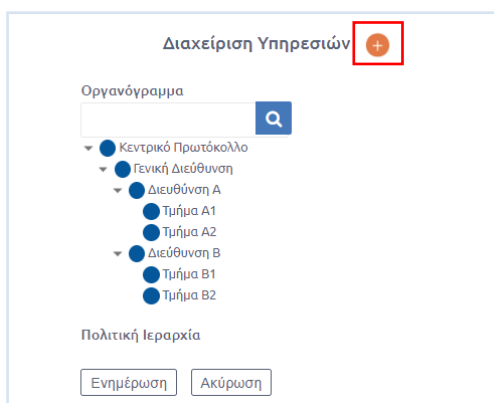 Διαχείριση Υπηρεσιών
Οργανόγραμμα
Κεντρικό Πρωτόκολλο
Γενική Διεύθυνση
Διευθύνση Α
Τμήμα Α1
Τμήμα Α2
Διεύθυνση Β
Τμήμα Β1
Τμήμα Β2
Πολιτική Ιεραρχία
Ενημέρωση Ακύρωση